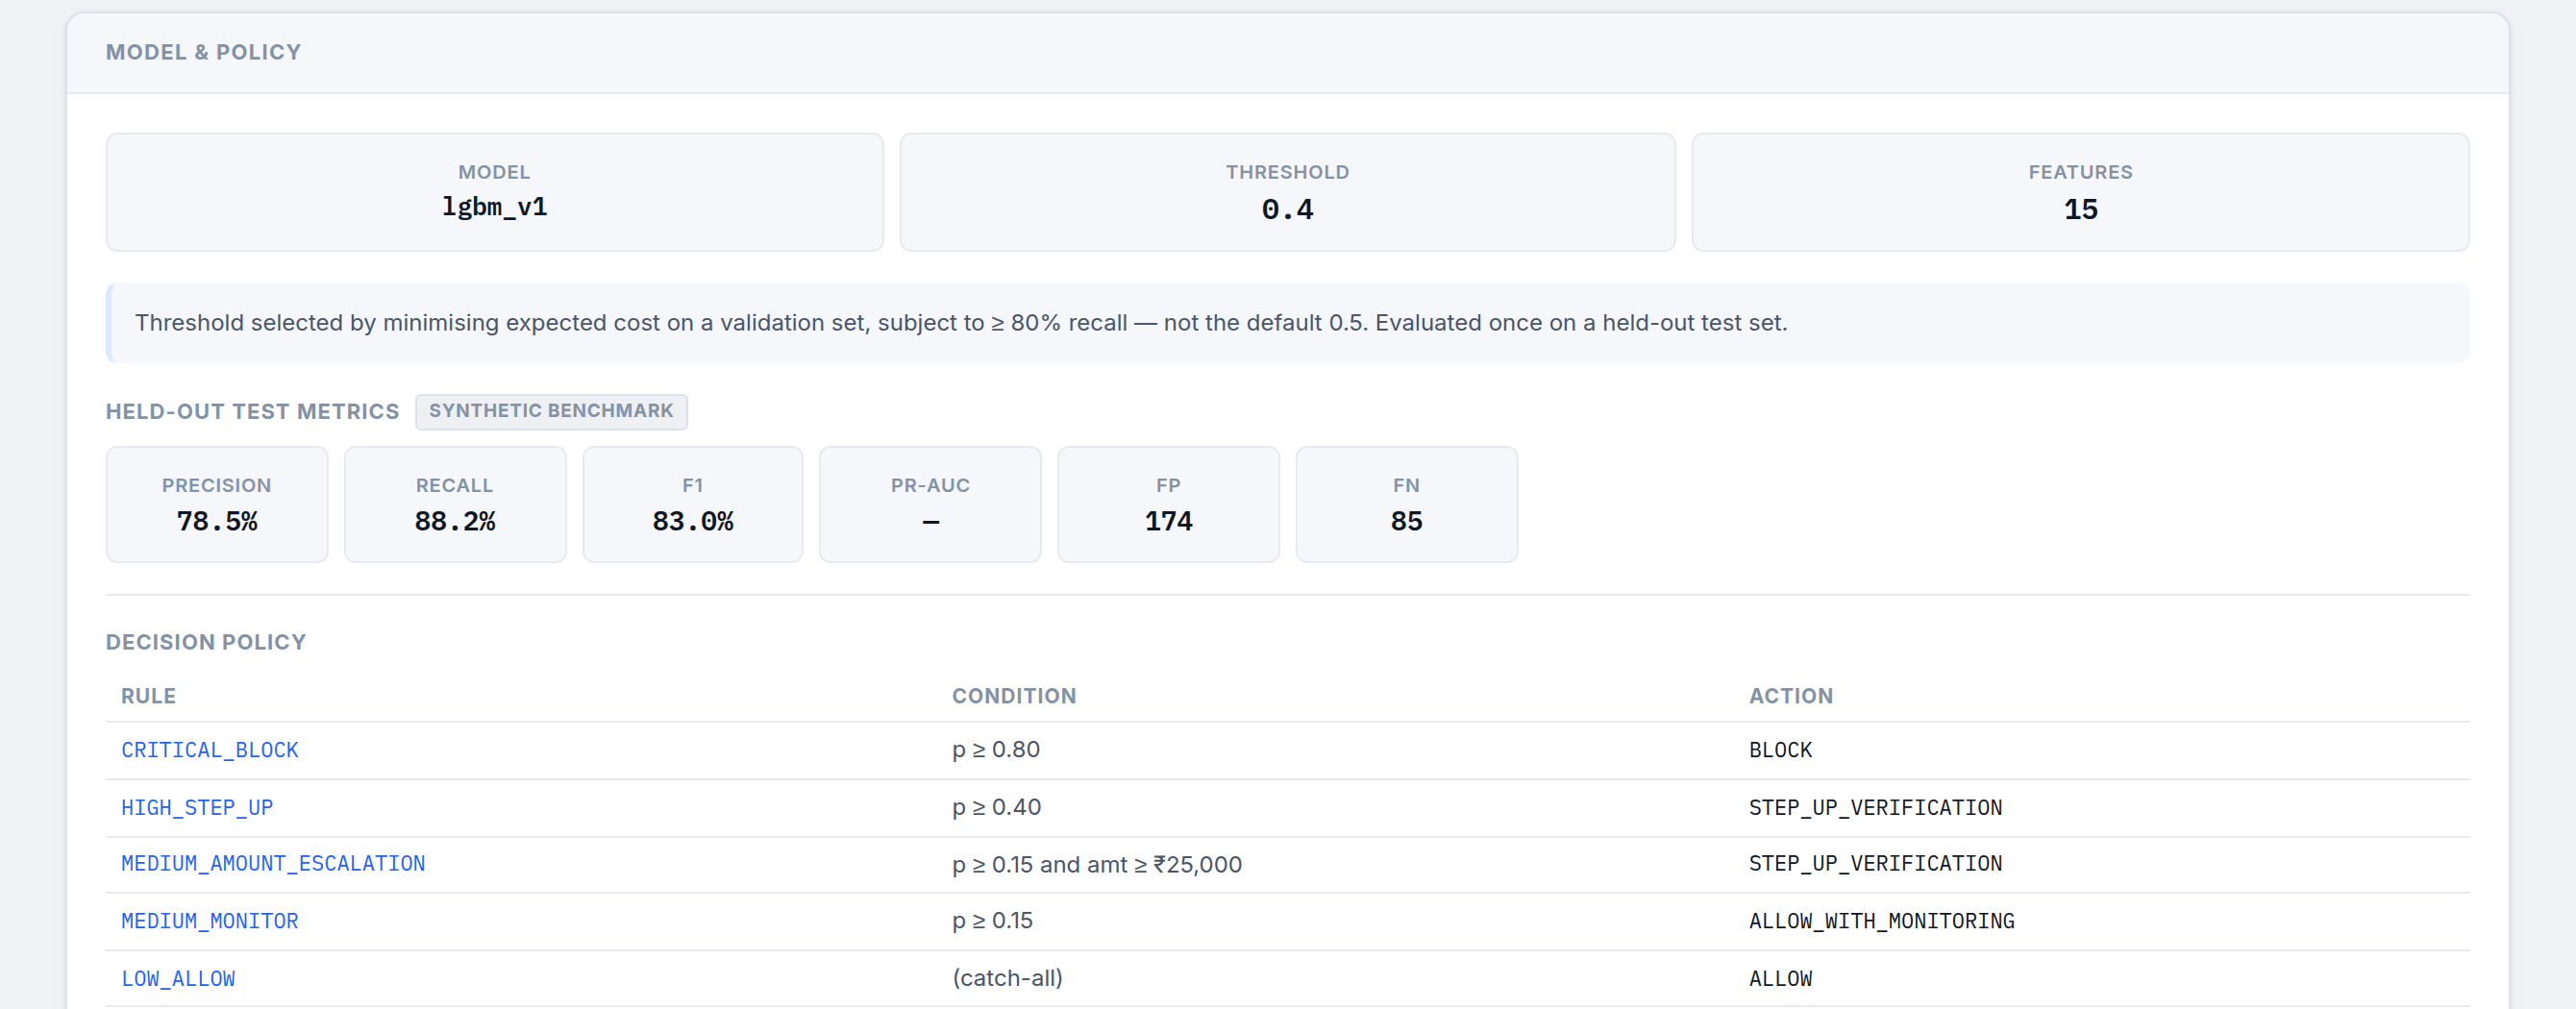 MODEL & POLICY
MODEL
lgbm_v1
THRESHOLD
0.4
FEATURES
15
Threshold selected by minimising expected cost on a validation set, subject to ≥ 80% recall — not the default 0.5. Evaluated once on a held-out test set.
HELD-OUT TEST METRICS SYNTHETIC BENCHMARK
PRECISION
78.5%
RECALL
88.2%
F1
83.0%
PR-AUC
—
FP
174
FN
85
DECISION POLICY
RULE CONDITION ACTION
CRITICAL_BLOCK p ≥ 0.80 BLOCK
HIGH_STEP_UP p ≥ 0.40 STEP_UP_VERIFICATION
MEDIUM_AMOUNT_ESCALATION p ≥ 0.15 and amt ≥ ₹25,000 STEP_UP_VERIFICATION
MEDIUM_MONITOR p ≥ 0.15 ALLOW_WITH_MONITORING
LOW_ALLOW (catch-all) ALLOW